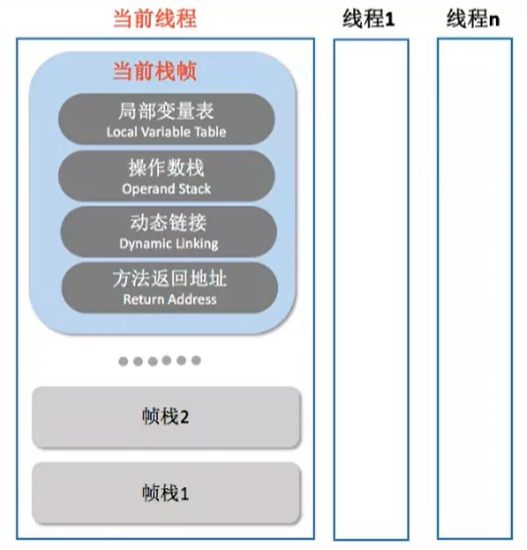 当前线程
线程1
线程n
当前栈帧
局部变量表
Local Variable Table
操作数栈
Operand Stack
动态链接
Dynamic Linking
方法返回地址
Return Address
帧栈2
帧栈1